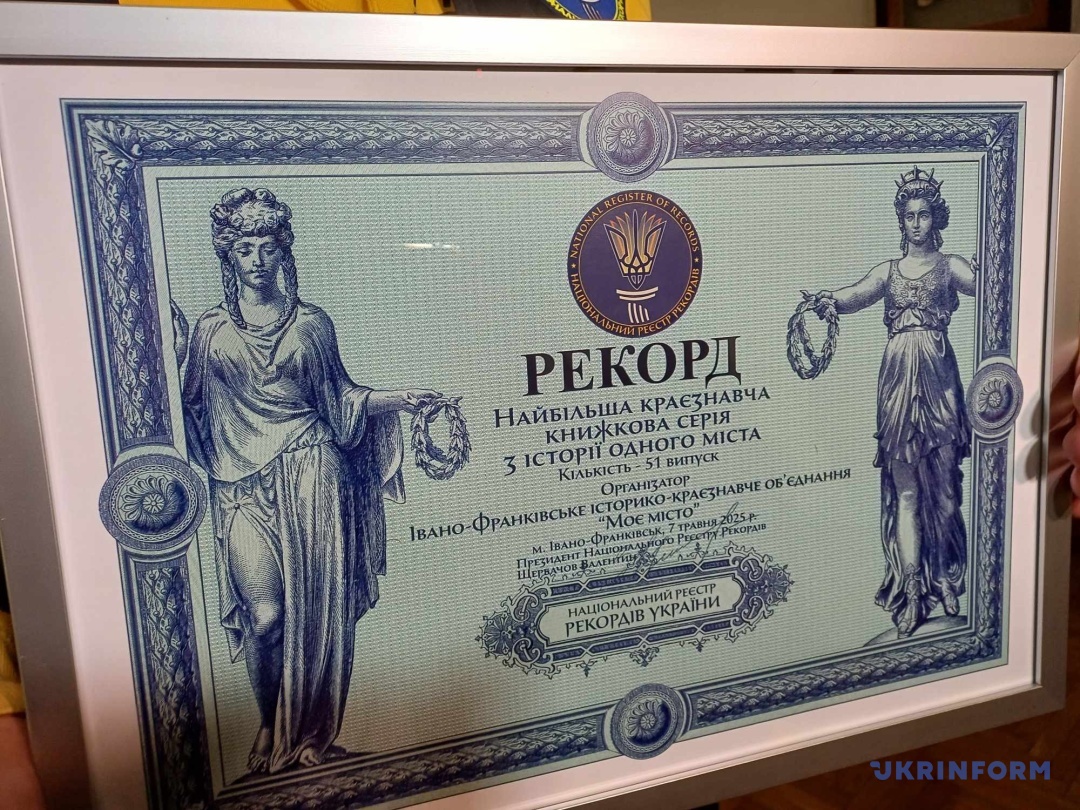 NATIONAL REGISTER OF RECORDS
НАЦІОНАЛЬНИЙ РЕЄСТР РЕКОРДІВ
РЕКОРД
Найбільша краєзнавча
книжкова серія
з історії одного міста
Кількість - 51 випуск
Організатор
Івано-Франківське історико-краєзнавче об'єднання
"Моє місто"
м. Івано-Франківськ, 7 травня 2025 р.
Президент Національного Реєстру Рекордів
Щервачов Валентин
НАЦІОНАЛЬНИЙ РЕЄСТР
РЕКОРДІВ УКРАЇНИ
UKRINFORM